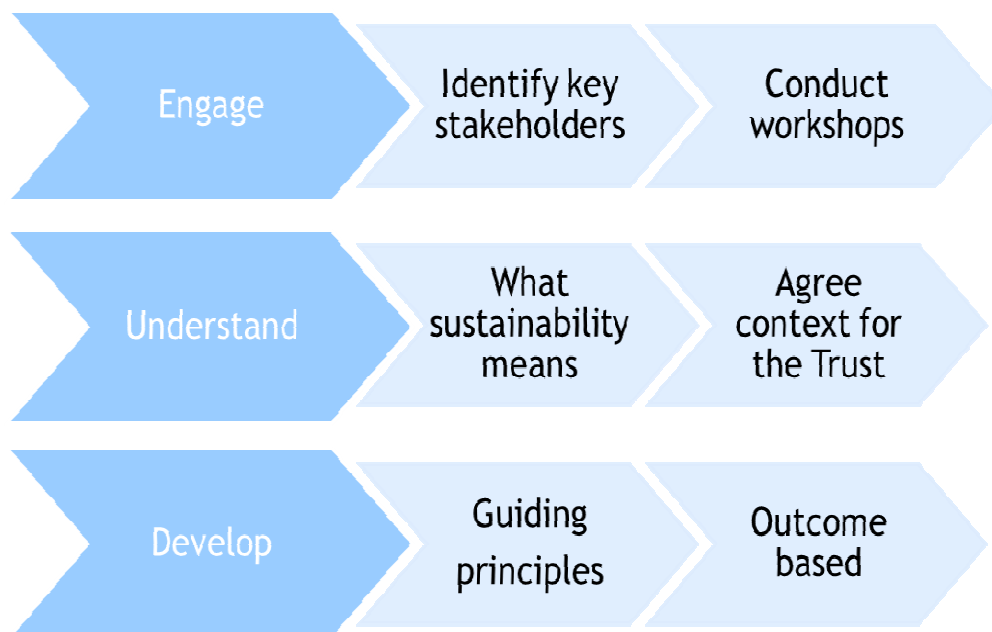 Engage
Identify key
stakeholders
Conduct
workshops
Understand
What
sustainability
means
Agree
context for
the Trust
Develop
Guiding
principles
Outcome
based